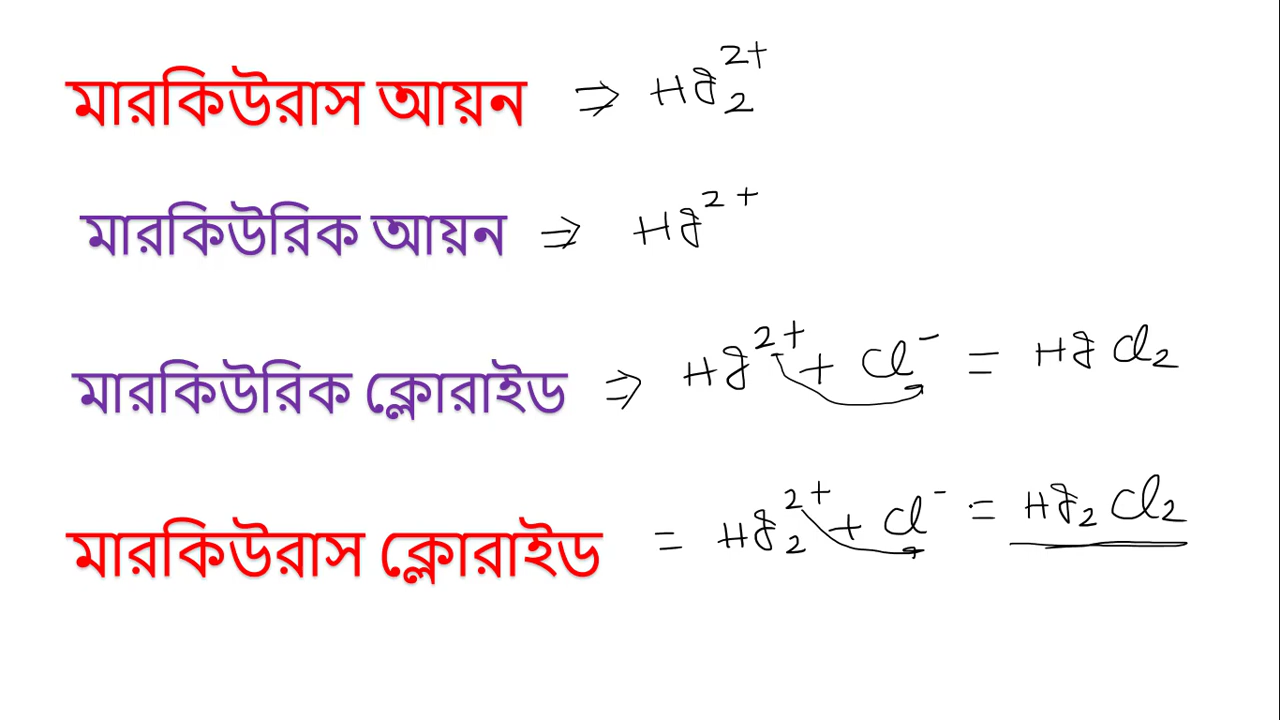 মারকিউরাস আয়ন ⇒ Hg₂²⁺
মারকিউরিক আয়ন ⇒ Hg²⁺
মারকিউরিক ক্লোরাইড ⇒ Hg²⁺ + Cl⁻ = HgCl₂
মারকিউরাস ক্লোরাইড = Hg₂²⁺ + Cl⁻ = Hg₂Cl₂